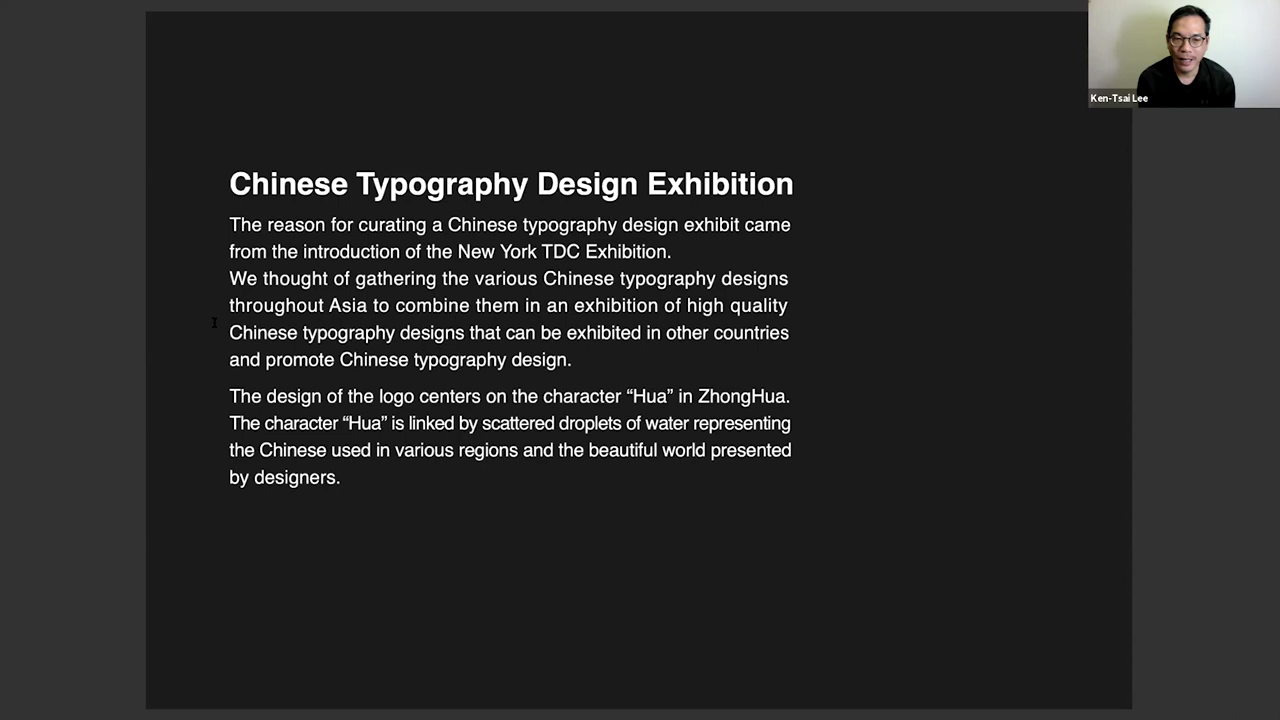 Ken-Tsai Lee
Chinese Typography Design Exhibition
The reason for curating a Chinese typography design exhibit came
from the introduction of the New York TDC Exhibition.
We thought of gathering the various Chinese typography designs
throughout Asia to combine them in an exhibition of high quality
Chinese typography designs that can be exhibited in other countries
and promote Chinese typography design.
The design of the logo centers on the character “Hua” in ZhongHua.
The character “Hua” is linked by scattered droplets of water representing
the Chinese used in various regions and the beautiful world presented
by designers.